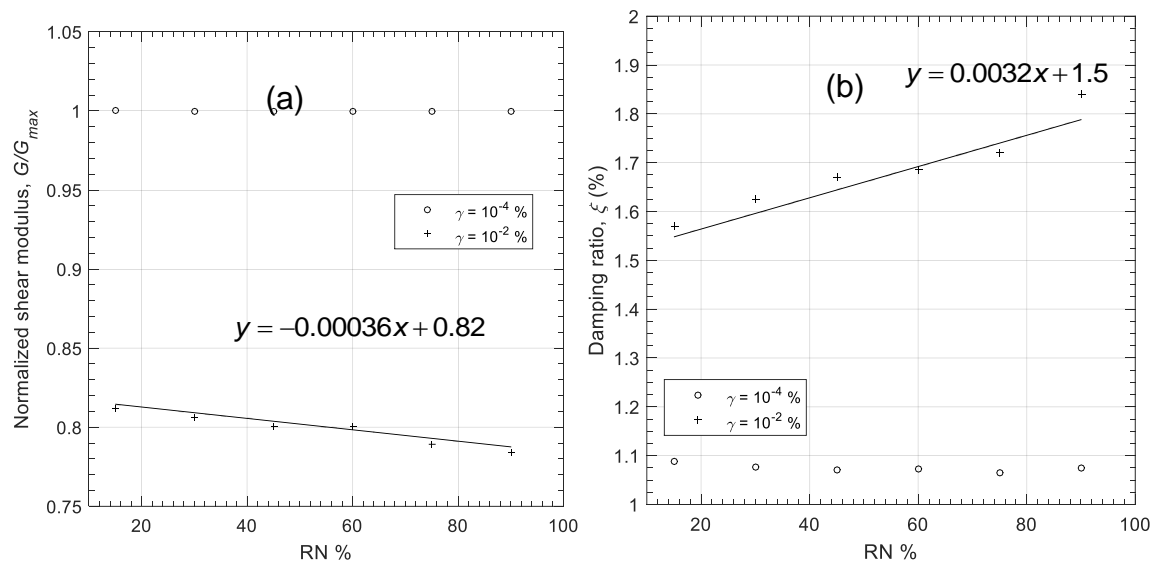 (a)
Normalized shear modulus, G/Gmax
1.05
1
0.95
0.9
0.85
0.8
0.75
γ = 10-4 %
γ = 10-2 %
y = −0.00036x + 0.82
20
40
60
80
100
RN %
(b)
y = 0.0032x + 1.5
Damping ratio, ξ (%)
2
1.9
1.8
1.7
1.6
1.5
1.4
1.3
1.2
1.1
1
γ = 10-4 %
γ = 10-2 %
20
40
60
80
100
RN %